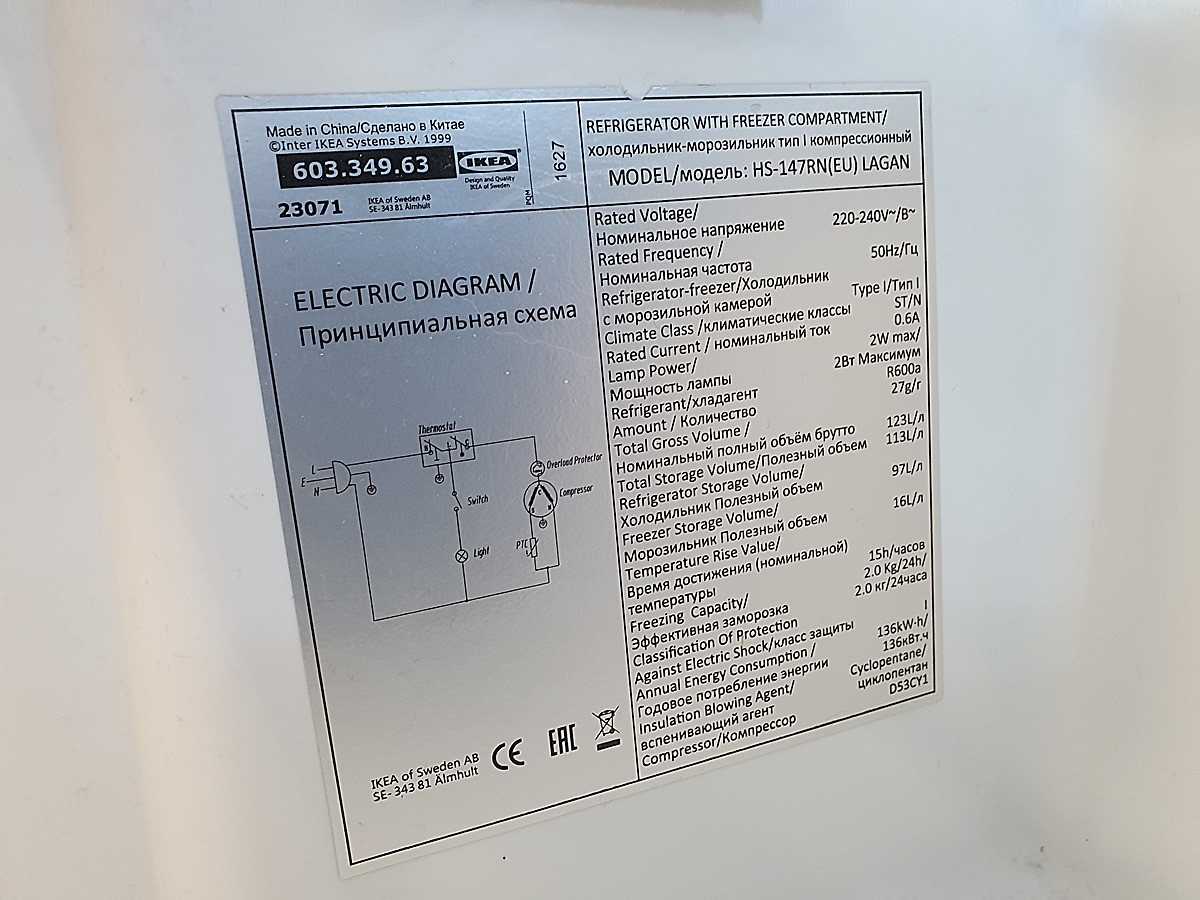 Made in China/Сделано в Китае
©Inter IKEA Systems B.V. 1999
603.349.63
IKEA®
Design and Quality
IKEA of Sweden
23071
IKEA of Sweden AB
SE- 343 81 Älmhult
PQM
1627
REFRIGERATOR WITH FREEZER COMPARTMENT/
холодильник-морозильник тип I компрессионный
MODEL/модель: HS-147RN(EU) LAGAN
ELECTRIC DIAGRAM /
Принципиальная схема
Thermostat
L
E
N
Overload Protector
Compressor
Switch
Light
PTC
IKEA of Sweden AB
SE- 343 81 Älmhult
CE
EAC
Rated Voltage/
Номинальное напряжение 220-240V~/В~
Rated Frequency /
Номинальная частота 50Hz/Гц
Refrigerator-freezer/Холодильник
с морозильной камерой Type I/Тип I
Climate Class /климатические классы ST/N
Rated Current / номинальный ток 0.6A
Lamp Power/ 2W max/
Мощность лампы 2Вт Максимум
Refrigerant/хладагент R600a
Amount / Количество 27g/г
Total Gross Volume /
Номинальный полный объём брутто 123L/л
Total Storage Volume/Полезный объем 113L/л
Refrigerator Storage Volume/
Холодильник Полезный объем 97L/л
Freezer Storage Volume/
Морозильник Полезный объем 16L/л
Temperature Rise Value/
Время достижения (номинальной)
температуры 15h/часов
Freezing Capacity/ 2.0 Kg/24h/
Эффективная заморозка 2.0 кг/24часа
Classification Of Protection
Against Electric Shock/класс защиты I
Annual Energy Consumption / 136kW·h/
Годовое потребление энергии 136кВт.ч
Insulation Blowing Agent/ Cyclopentane/
вспенивающий агент циклопентан
Compressor/Компрессор D53CY1